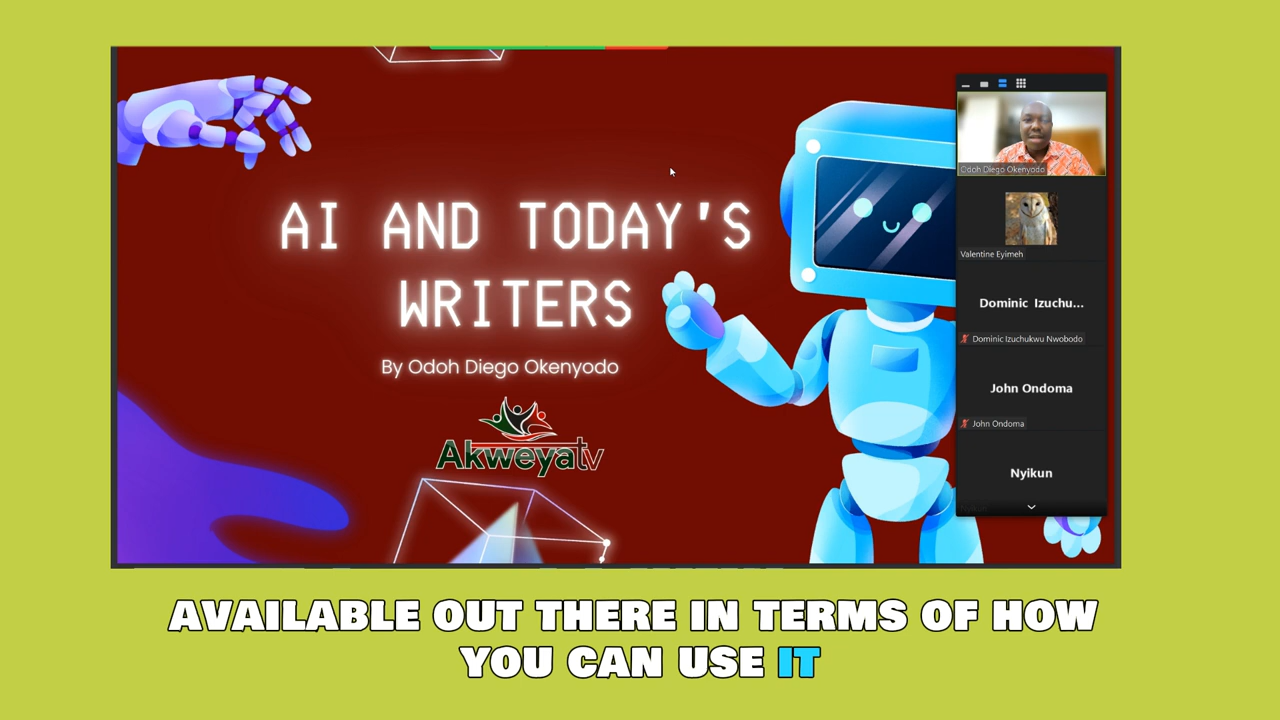 AI AND TODAY'S
WRITERS
By Odoh Diego Okenyodo
Akweyatv
Odoh Diego Okenyodo
Valentine Eyimeh
Dominic Izuchu...
Dominic Izuchukwu Nwobodo
John Ondoma
John Ondoma
Nyikun
AVAILABLE OUT THERE IN TERMS OF HOW
YOU CAN USE IT